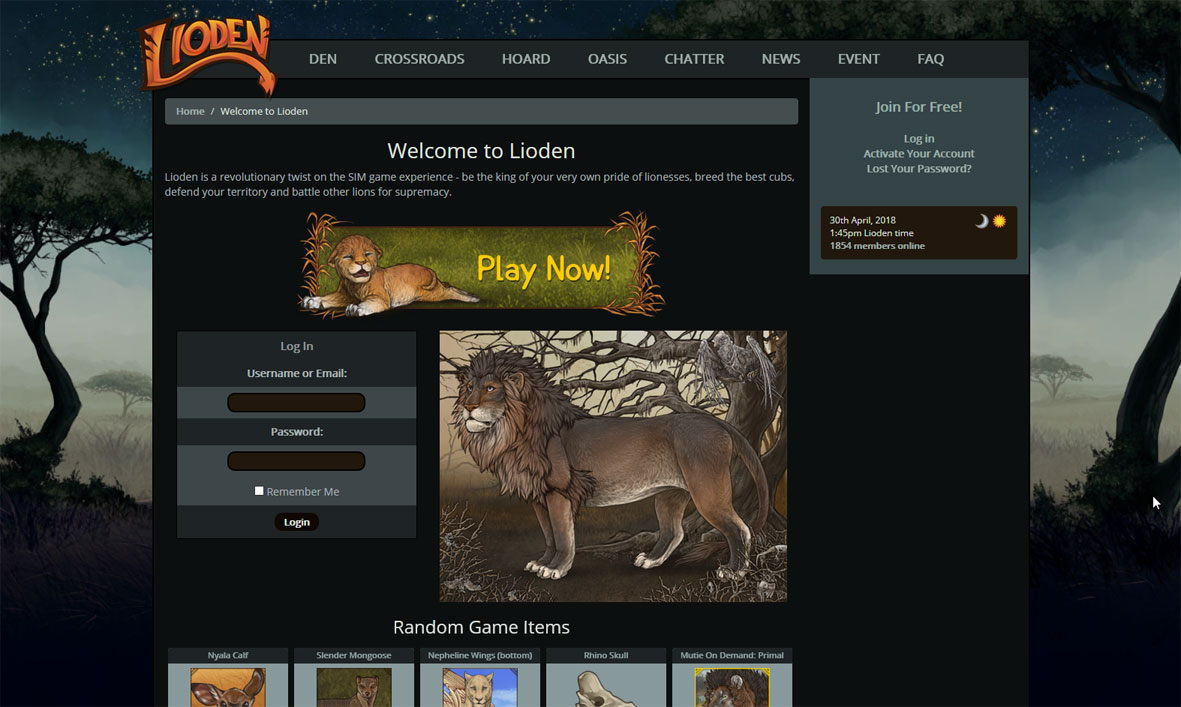 LIODEN
DEN CROSSROADS HOARD OASIS CHATTER NEWS EVENT FAQ
Home / Welcome to Lioden
Welcome to Lioden
Lioden is a revolutionary twist on the SIM game experience - be the king of your very own pride of lionesses, breed the best cubs,
defend your territory and battle other lions for supremacy.
Play Now!
Log In
Username or Email:
Password:
Remember Me
Login
Join For Free!
Log in
Activate Your Account
Lost Your Password?
30th April, 2018
1:45pm Lioden time
1854 members online
Random Game Items
Nyala Calf
Slender Mongoose
Nepheline Wings (bottom)
Rhino Skull
Mutie On Demand: Primal